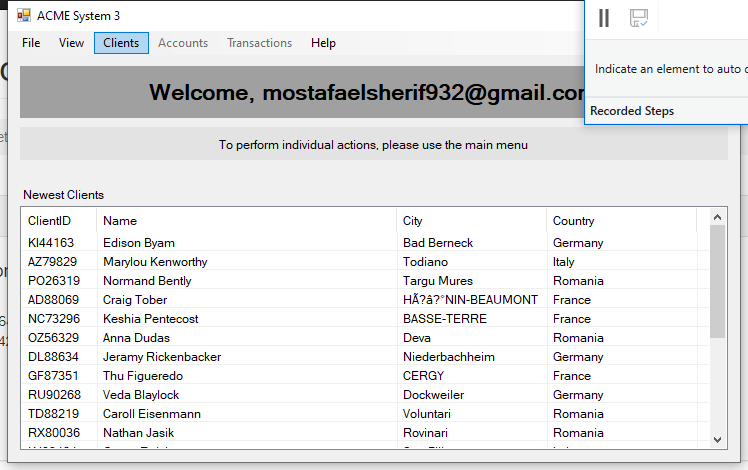 ACME System 3
File View Clients Accounts Transactions Help
Welcome, mostafaelsherif932@gmail.co
Indicate an element to auto
Recorded Steps
To perform individual actions, please use the main menu
Newest Clients
ClientID Name City Country
KI44163 Edison Byam Bad Berneck Germany
AZ79829 Marylou Kenworthy Todiano Italy
PO26319 Normand Bently Targu Mures Romania
AD88069 Craig Tober HÃ?â?°NIN-BEAUMONT France
NC73296 Keshia Pentecost BASSE-TERRE France
OZ56329 Anna Dudas Deva Romania
DL88634 Jeramy Rickenbacker Niederbachheim Germany
GF87351 Thu Figueredo CERGY France
RU90268 Veda Blaylock Dockweiler Germany
TD88219 Caroll Eisenmann Voluntari Romania
RX80036 Nathan Jasik Rovinari Romania